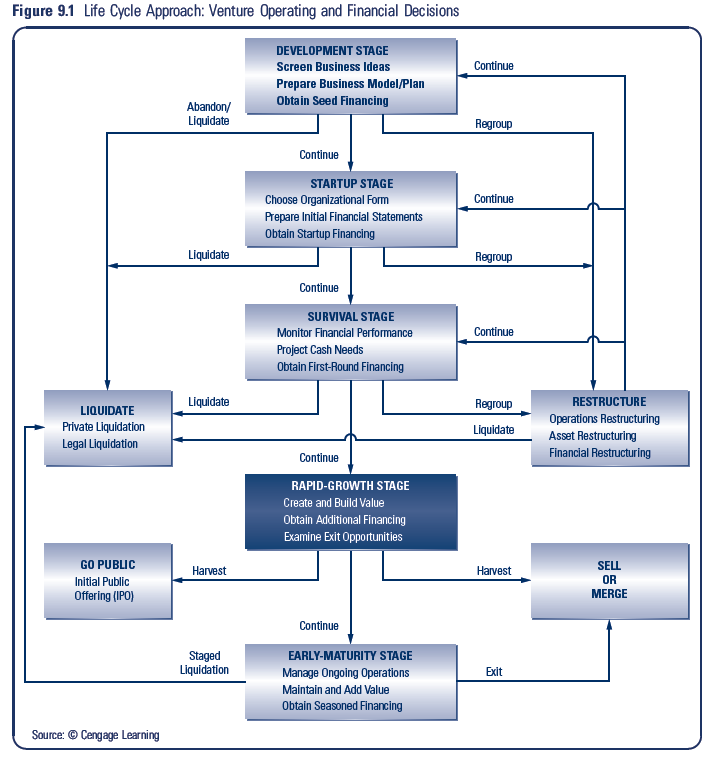 Figure 9.1 Life Cycle Approach: Venture Operating and Financial Decisions
DEVELOPMENT STAGE
Screen Business Ideas
Prepare Business Model/Plan
Obtain Seed Financing
Continue
Abandon/
Liquidate
Regroup
Continue
STARTUP STAGE
Choose Organizational Form
Prepare Initial Financial Statements
Obtain Startup Financing
Continue
Liquidate
Regroup
Continue
SURVIVAL STAGE
Monitor Financial Performance
Project Cash Needs
Obtain First-Round Financing
Continue
LIQUIDATE
Private Liquidation
Legal Liquidation
Liquidate
Regroup
Liquidate
RESTRUCTURE
Operations Restructuring
Asset Restructuring
Financial Restructuring
Continue
RAPID-GROWTH STAGE
Create and Build Value
Obtain Additional Financing
Examine Exit Opportunities
GO PUBLIC
Initial Public
Offering (IPO)
Harvest
Harvest
SELL
OR
MERGE
Continue
Staged
Liquidation
EARLY-MATURITY STAGE
Manage Ongoing Operations
Maintain and Add Value
Obtain Seasoned Financing
Exit
Source: © Cengage Learning